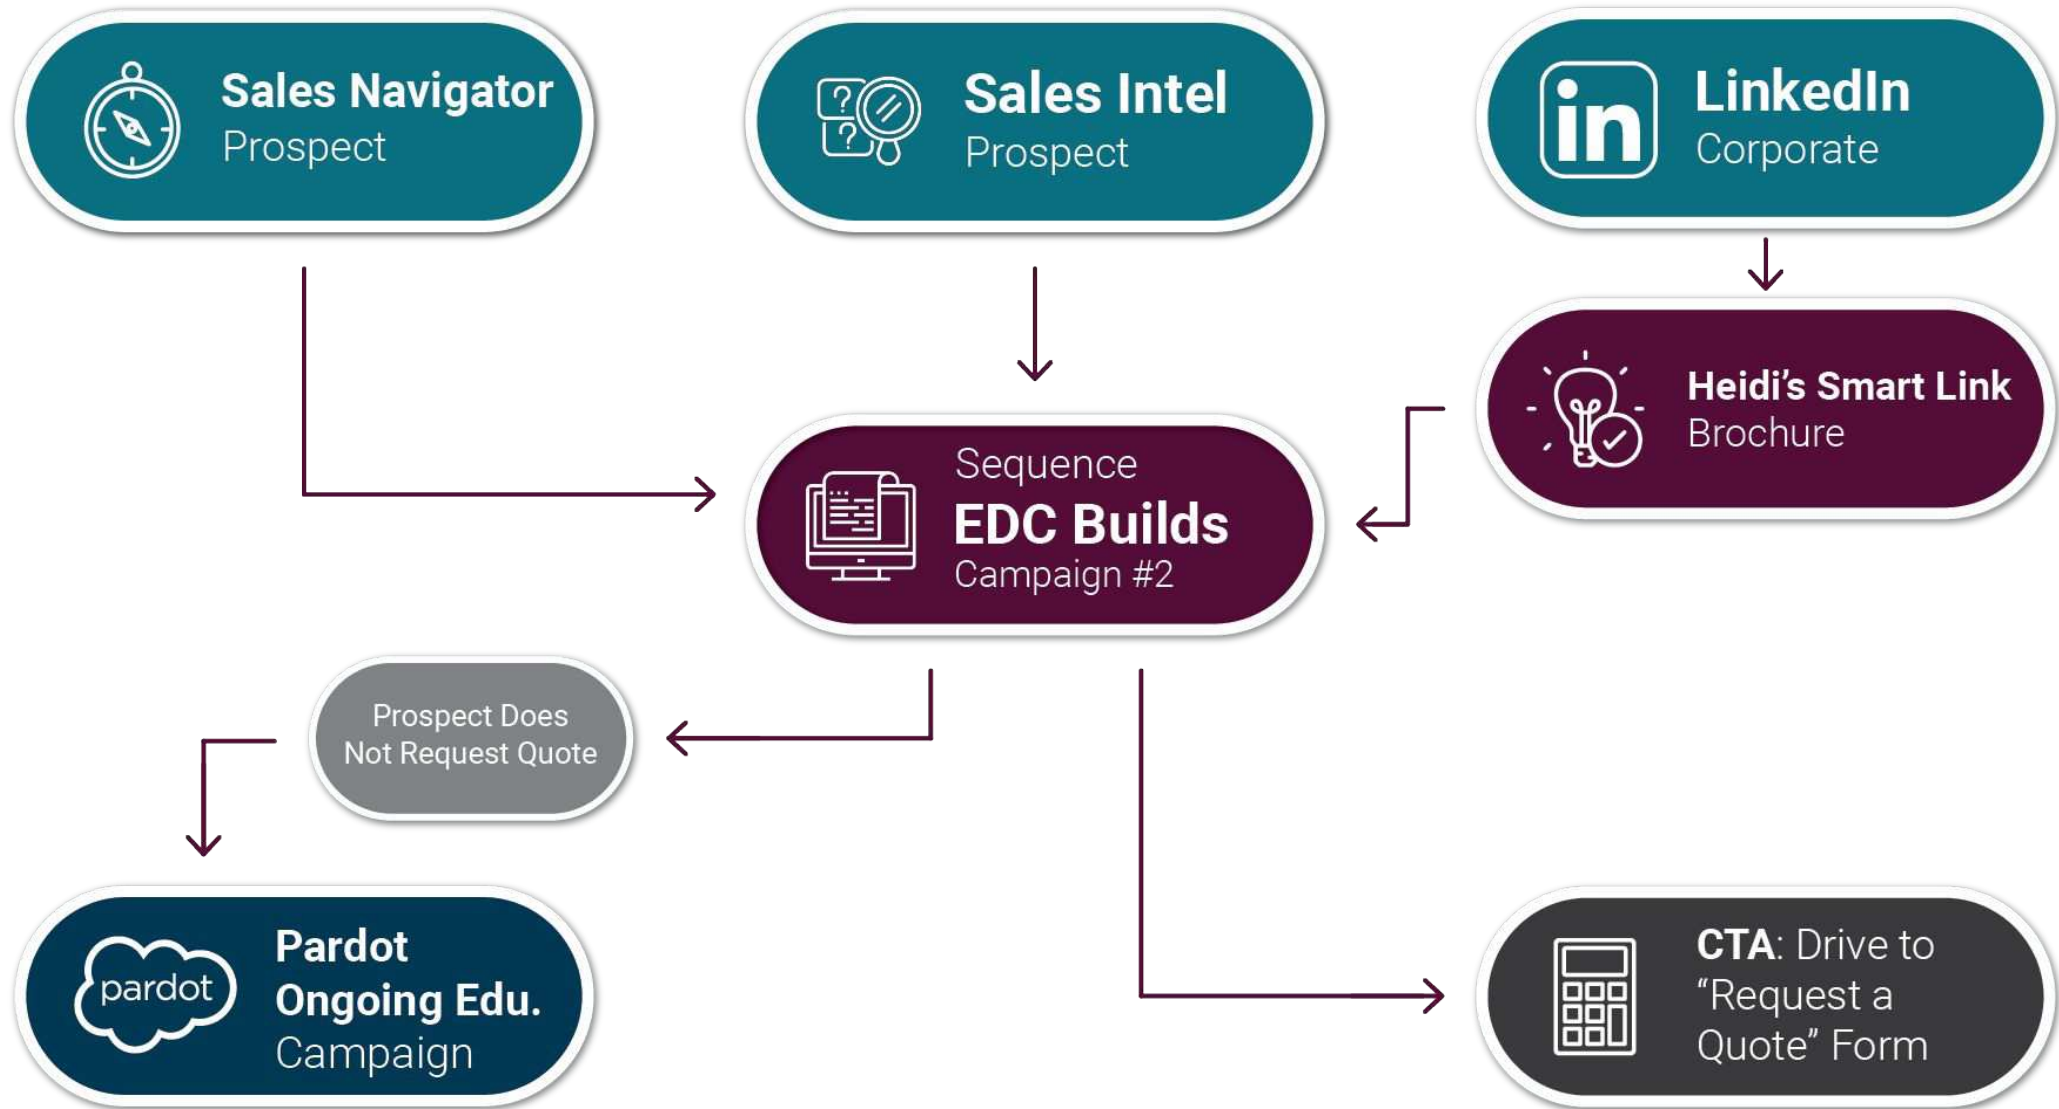 Sales Navigator
Prospect
Sales Intel
Prospect
in
LinkedIn
Corporate
Heidi’s Smart Link
Brochure
Sequence
EDC Builds
Campaign #2
Prospect Does
Not Request Quote
pardot
Pardot
Ongoing Edu.
Campaign
CTA: Drive to
“Request a
Quote” Form